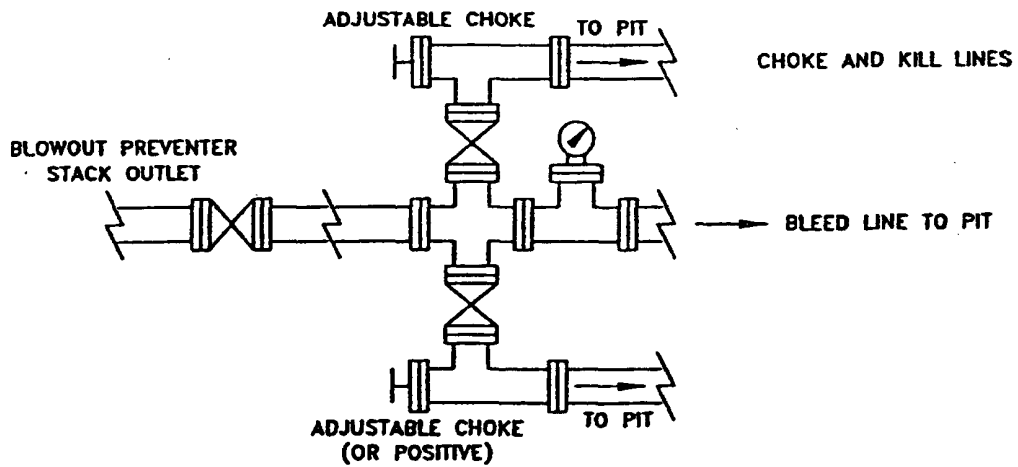 ADJUSTABLE CHOKE
TO PIT
CHOKE AND KILL LINES
BLOWOUT PREVENTER
STACK OUTLET
BLEED LINE TO PIT
ADJUSTABLE CHOKE
(OR POSITIVE)
TO PIT